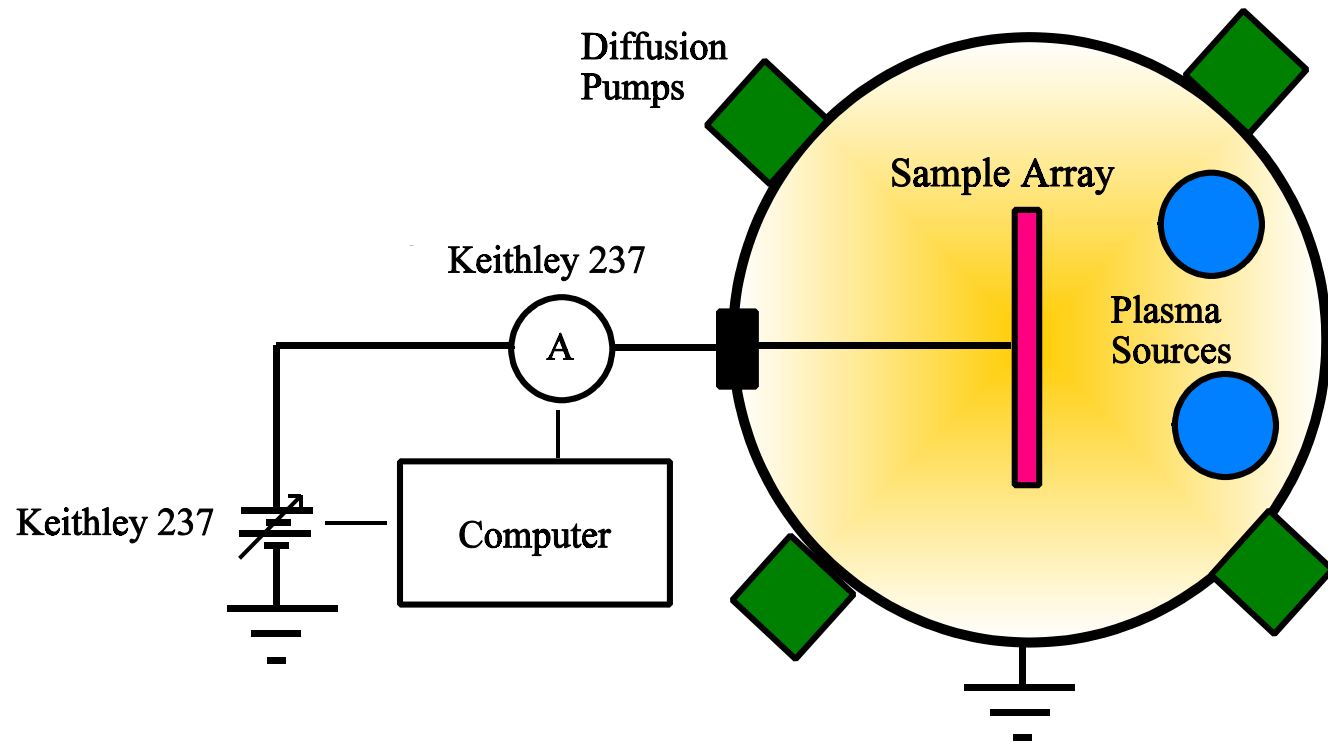 Diffusion
Pumps
Sample Array
Keithley 237
Plasma
Sources
A
Keithley 237
Computer